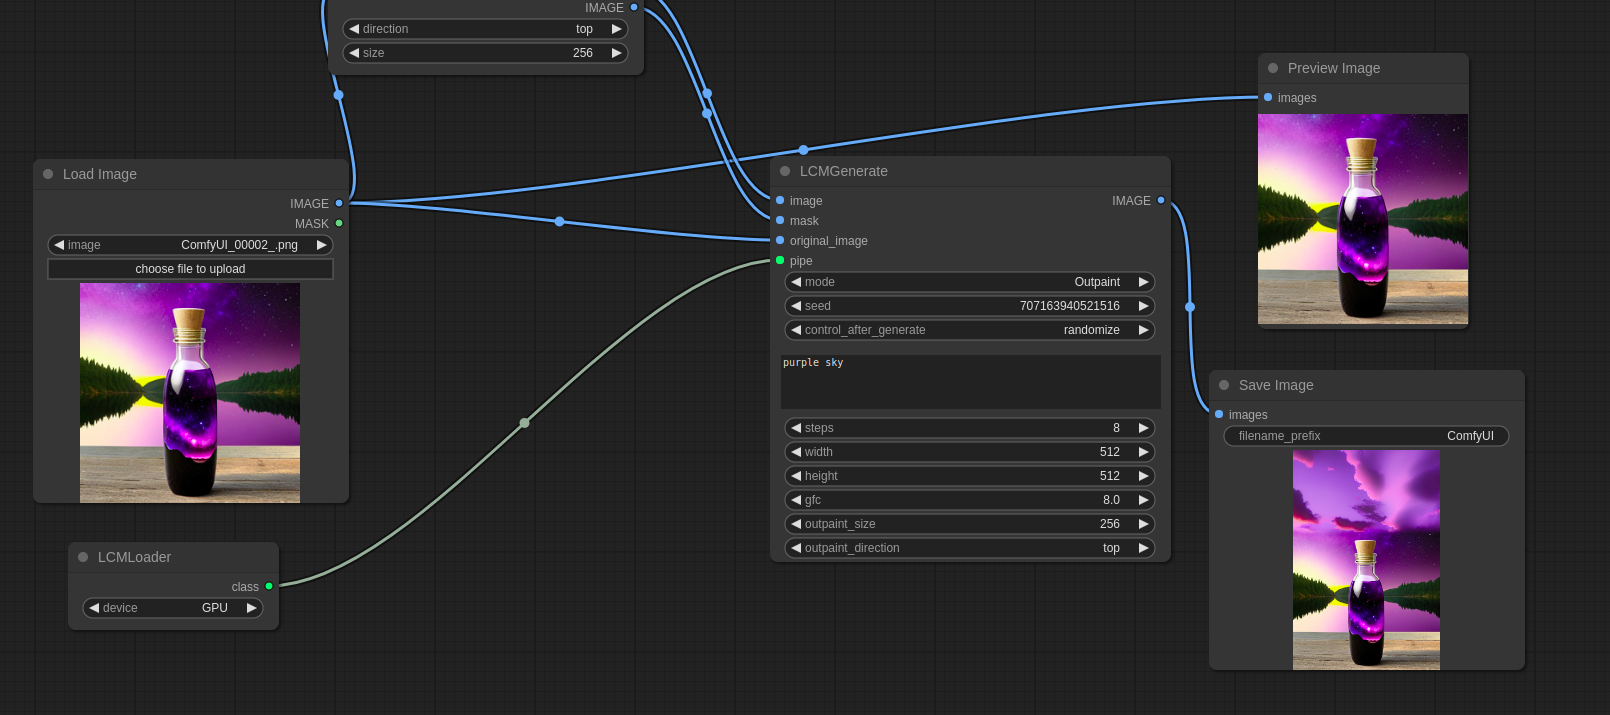 IMAGE
direction top
size 256
Load Image
IMAGE
MASK
image ComfyUI_00002_.png
choose file to upload
LCMLoader
class
device GPU
LCMGenerate
image IMAGE
mask
original_image
pipe
mode Outpaint
seed 707163940521516
control_after_generate randomize
purple sky
steps 8
width 512
height 512
gfc 8.0
outpaint_size 256
outpaint_direction top
Preview Image
images
Save Image
images
filename_prefix ComfyUI